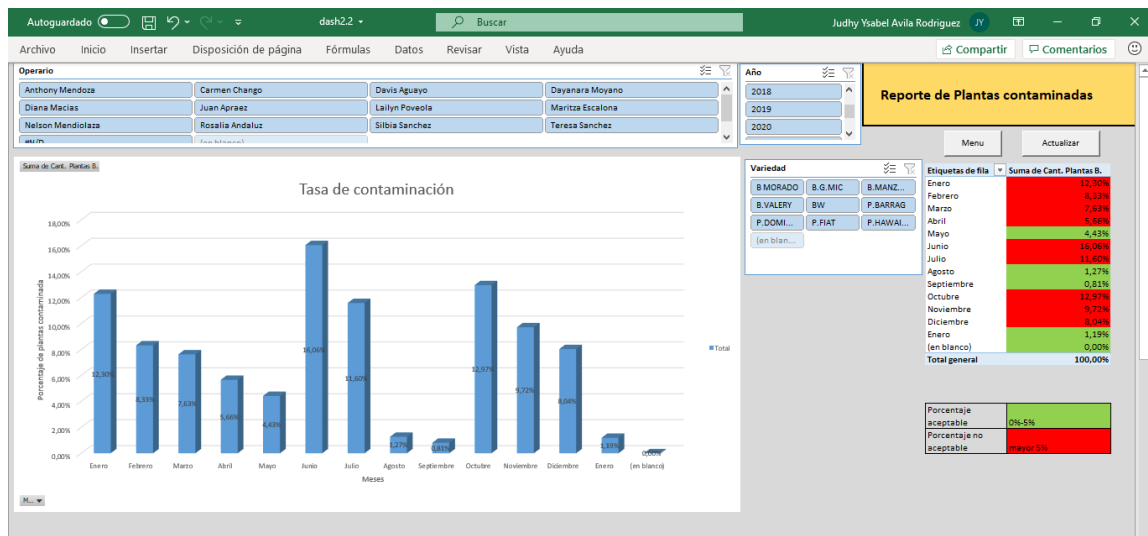 Autoguardado
dash2.2
Buscar
Judhy Ysabel Avila Rodriguez
JY
Archivo Inicio Insertar Disposición de página Fórmulas Datos Revisar Vista Ayuda
Compartir
Comentarios
Operario
Anthony Mendoza Carmen Chango Davis Aguayo Dayanara Moyano
Diana Macias Juan Apraez Lailyn Poveola Maritza Escalona
Nelson Mendiolaza Rosalia Andaluz Silbia Sanchez Teresa Sanchez
#N/D (en blanco)
Año
2018
2019
2020
Reporte de Plantas contaminadas
Menu
Actualizar
Variedad
B MORADO B.G.MIC B.MANZ...
B.VALERY BW P.BARRAG
P.DOMI... P.FIAT P.HAWAI...
(en blan...
Etiquetas de fila Suma de Cant. Plantas B.
Enero 12,30%
Febrero 8,33%
Marzo 7,63%
Abril 5,66%
Mayo 4,43%
Junio 16,06%
Julio 11,60%
Agosto 1,27%
Septiembre 0,81%
Octubre 12,97%
Noviembre 9,72%
Diciembre 8,04%
Enero 1,19%
(en blanco) 0,00%
Total general 100,00%
Porcentaje
aceptable 0%-5%
Porcentaje no
aceptable mayor 5%
Suma de Cant. Plantas B.
Tasa de contaminación
Porcentaje de plantas contaminada
18,00%
16,00%
14,00%
12,00%
10,00%
8,00%
6,00%
4,00%
2,00%
0,00%
12,30% 8,33% 7,63% 5,66% 4,43% 16,06% 11,60% 1,27% 0,81% 12,97% 9,72% 8,04% 1,19% 0,00%
Enero Febrero Marzo Abril Mayo Junio Julio Agosto Septiembre Octubre Noviembre Diciembre Enero (en blanco)
Meses
Total
M...